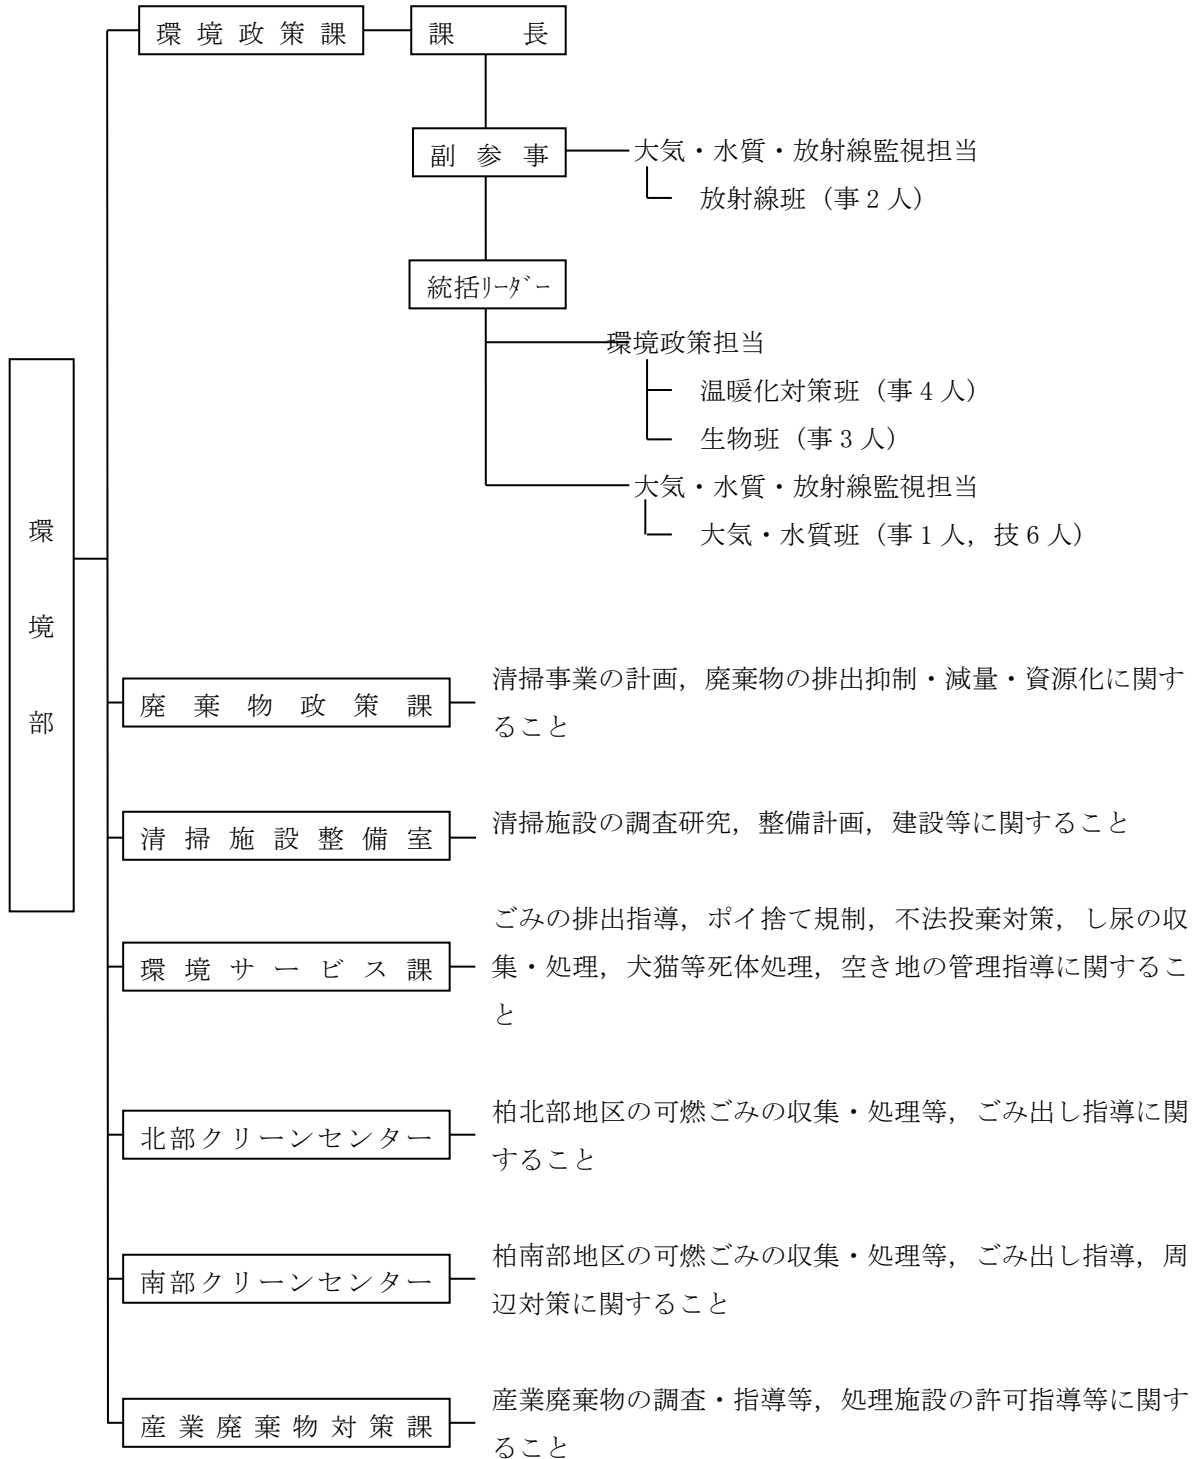 環境政策課
課長
副参事
大気・水質・放射線監視担当
放射線班（事２人）
統括ﾘｰﾀﾞｰ
環境政策担当
温暖化対策班（事４人）
生物班（事３人）
大気・水質・放射線監視担当
大気・水質班（事１人，技６人）
環境部
廃棄物政策課
清掃事業の計画，廃棄物の排出抑制・減量・資源化に関す
ること
清掃施設整備室
清掃施設の調査研究，整備計画，建設等に関すること
環境サービス課
ごみの排出指導，ポイ捨て規制，不法投棄対策，し尿の収
集・処理，犬猫等死体処理，空き地の管理指導に関するこ
と
北部クリーンセンター
柏北部地区の可燃ごみの収集・処理等，ごみ出し指導に関
すること
南部クリーンセンター
柏南部地区の可燃ごみの収集・処理等，ごみ出し指導，周
辺対策に関すること
産業廃棄物対策課
産業廃棄物の調査・指導等，処理施設の許可指導等に関す
ること